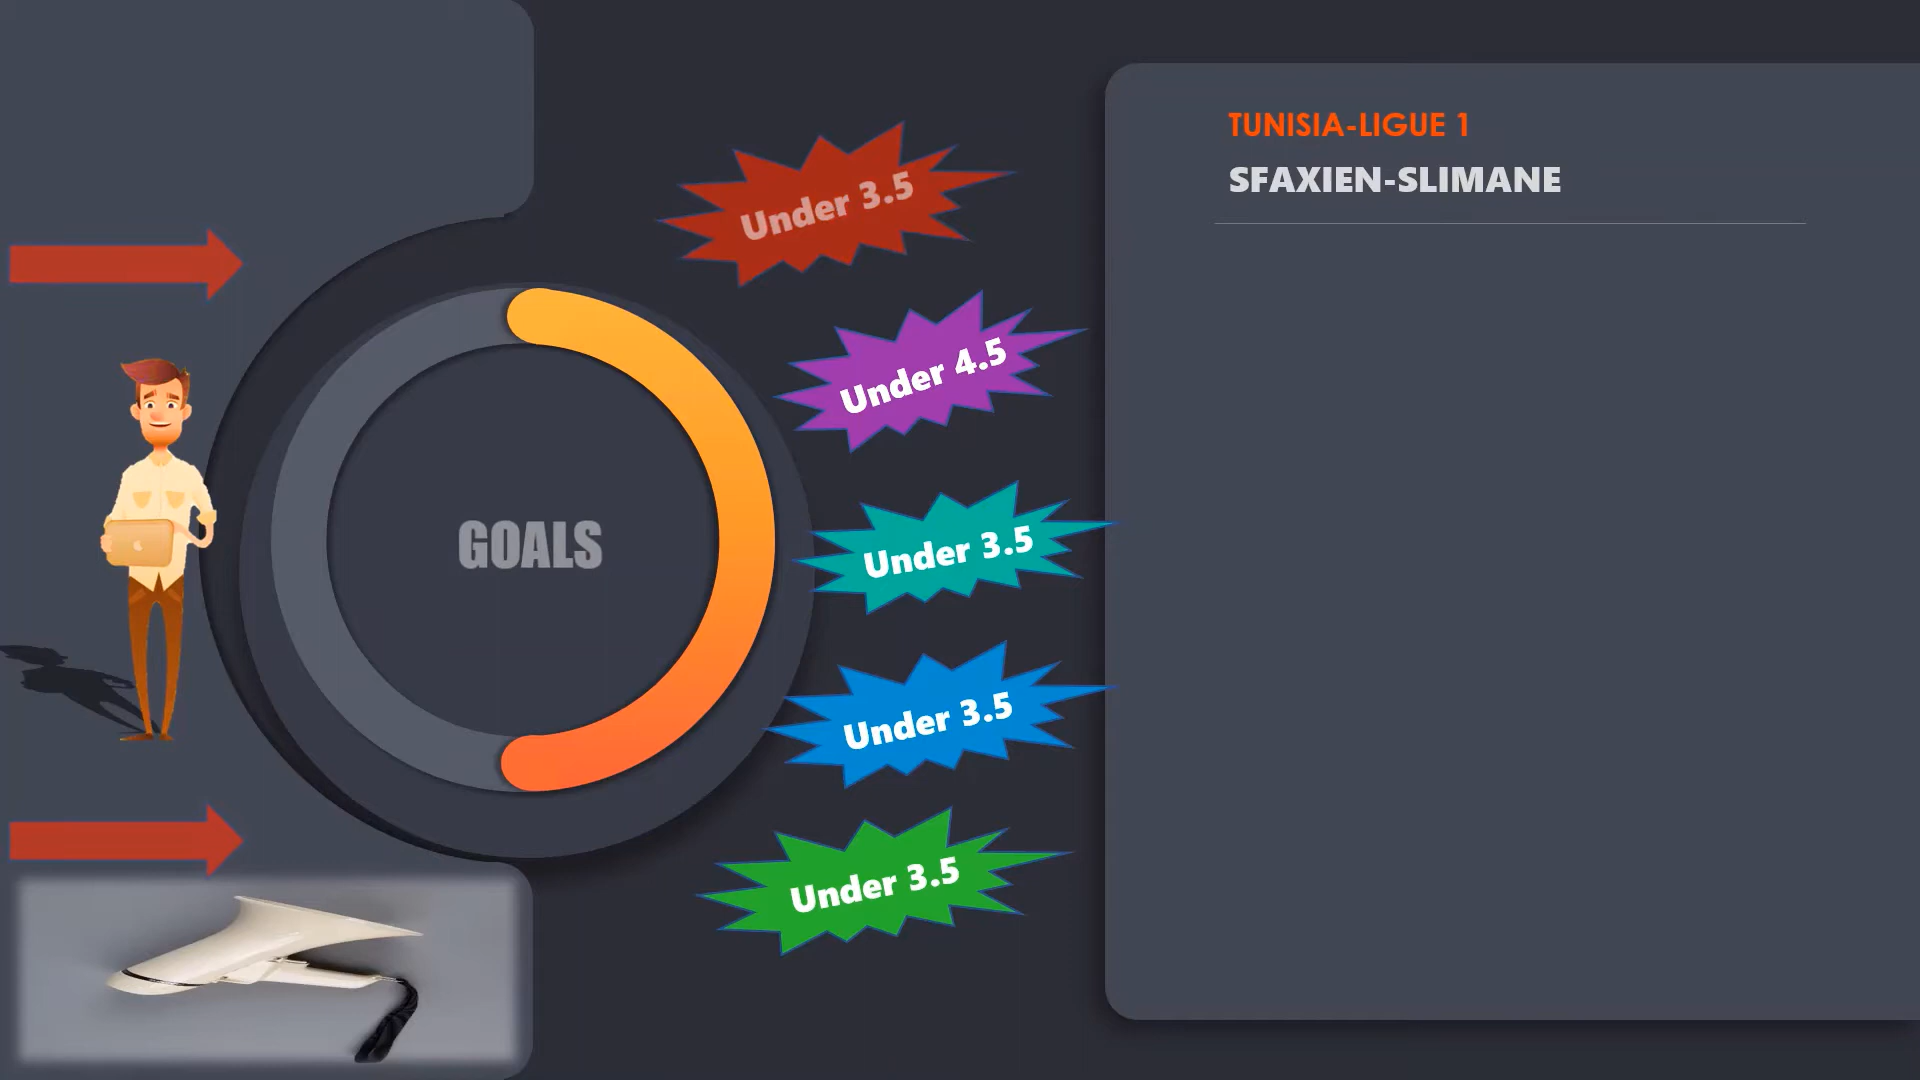 TUNISIA-LIGUE 1
SFAXIEN-SLIMANE
Under 3.5
Under 4.5
Under 3.5
Under 3.5
Under 3.5
GOALS